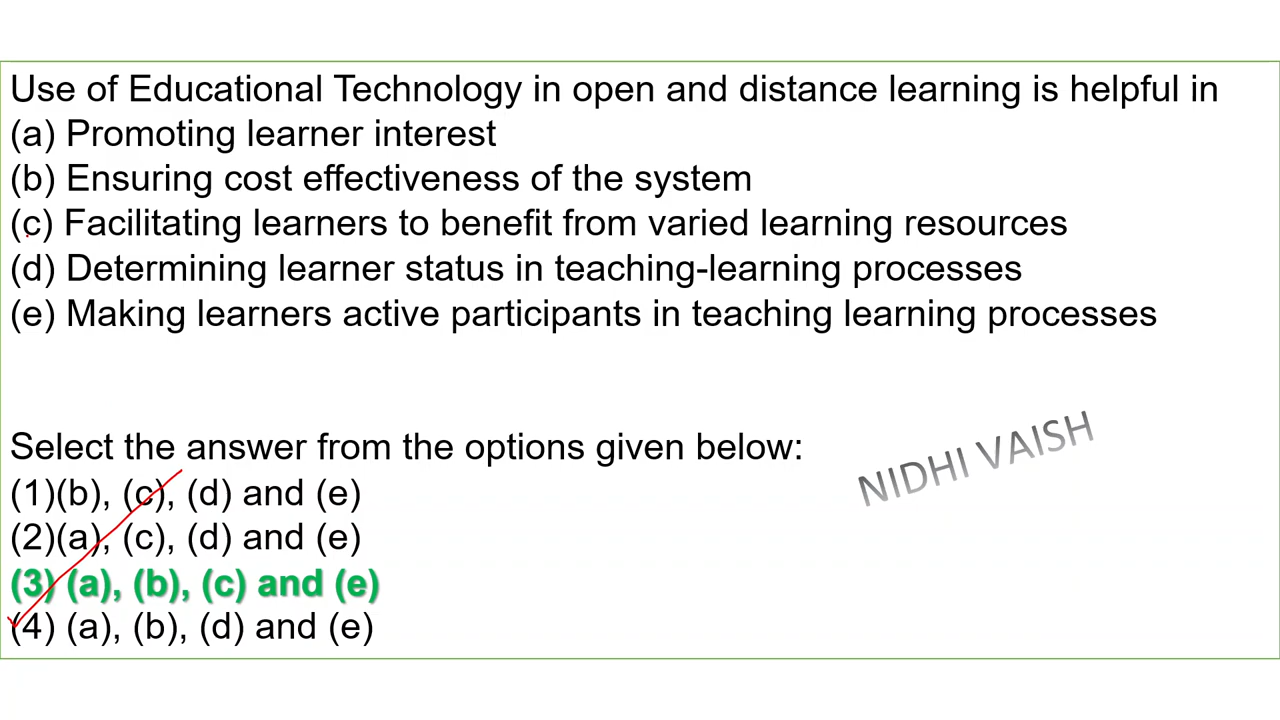 Use of Educational Technology in open and distance learning is helpful in
(a) Promoting learner interest
(b) Ensuring cost effectiveness of the system
(c) Facilitating learners to benefit from varied learning resources
(d) Determining learner status in teaching-learning processes
(e) Making learners active participants in teaching learning processes
Select the answer from the options given below:
NIDHI VAISH
(1)(b), (c), (d) and (e)
(2)(a), (c), (d) and (e)
(3) (a), (b), (c) and (e)
(4) (a), (b), (d) and (e)